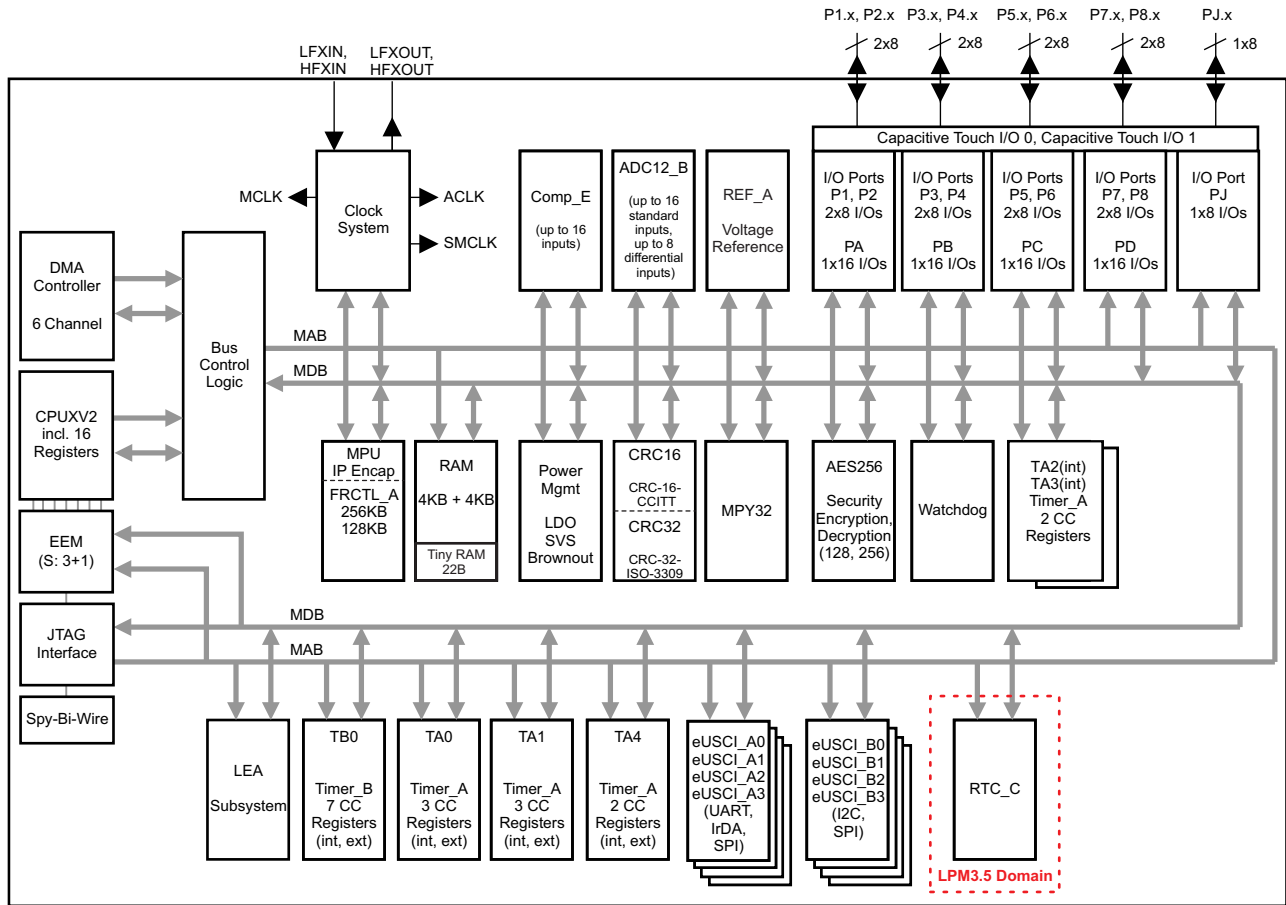 P1.x, P2.x
P3.x, P4.x
P5.x, P6.x
P7.x, P8.x
PJ.x
2x8
2x8
2x8
2x8
1x8
LFXIN,
HFXIN
LFXOUT,
HFXOUT
Capacitive Touch I/O 0, Capacitive Touch I/O 1
MCLK
Clock
System
ACLK
SMCLK
Comp_E
(up to 16
inputs)
ADC12_B
(up to 16
standard
inputs,
up to 8
differential
inputs)
REF_A
Voltage
Reference
I/O Ports
P1, P2
2x8 I/Os
PA
1x16 I/Os
I/O Ports
P3, P4
2x8 I/Os
PB
1x16 I/Os
I/O Ports
P5, P6
2x8 I/Os
PC
1x16 I/Os
I/O Ports
P7, P8
2x8 I/Os
PD
1x16 I/Os
I/O Port
PJ
1x8 I/Os
DMA
Controller
6 Channel
Bus
Control
Logic
MAB
MDB
CPUXV2
incl. 16
Registers
MPU
IP Encap
FRCTL_A
256KB
128KB
RAM
4KB + 4KB
Tiny RAM
22B
Power
Mgmt
LDO
SVS
Brownout
CRC16
CRC-16-
CCITT
CRC32
CRC-32-
ISO-3309
MPY32
AES256
Security
Encryption,
Decryption
(128, 256)
Watchdog
TA2(int)
TA3(int)
Timer_A
2 CC
Registers
EEM
(S: 3+1)
JTAG
Interface
Spy-Bi-Wire
MDB
MAB
LEA
Subsystem
TB0
Timer_B
7 CC
Registers
(int, ext)
TA0
Timer_A
3 CC
Registers
(int, ext)
TA1
Timer_A
3 CC
Registers
(int, ext)
TA4
Timer_A
2 CC
Registers
(int, ext)
eUSCI_A0
eUSCI_A1
eUSCI_A2
eUSCI_A3
(UART,
IrDA,
SPI)
eUSCI_B0
eUSCI_B1
eUSCI_B2
eUSCI_B3
(I2C,
SPI)
RTC_C
LPM3.5 Domain